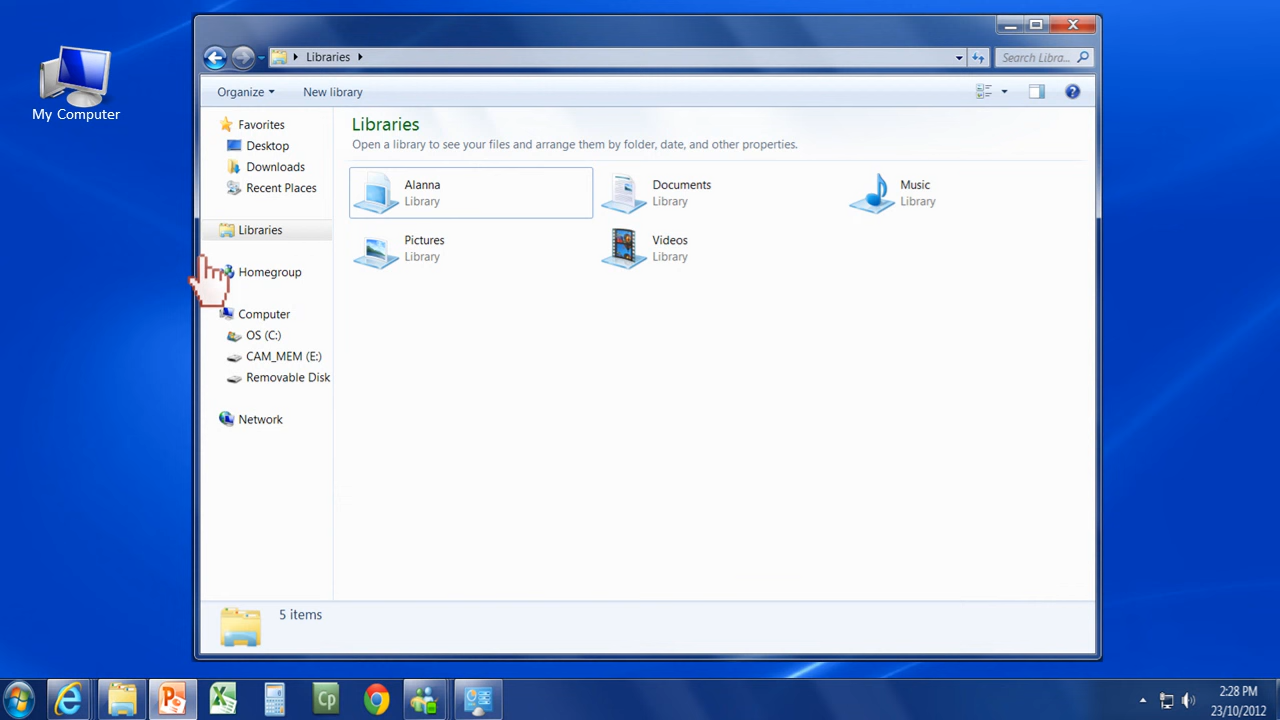 My Computer
Libraries
Search Libra...
Organize
New library
Favorites
Desktop
Downloads
Recent Places
Libraries
Homegroup
Computer
OS (C:)
CAM_MEM (E:)
Removable Disk
Network
Libraries
Open a library to see your files and arrange them by folder, date, and other properties.
Alanna
Library
Documents
Library
Music
Library
Pictures
Library
Videos
Library
5 items
Cp
2:28 PM
23/10/2012